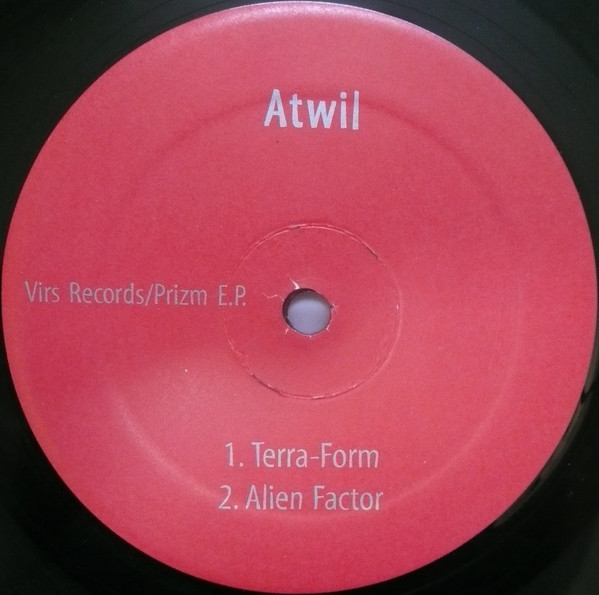 Atwil
Virs Records/Prizm E.P.
1. Terra-Form
2. Alien Factor